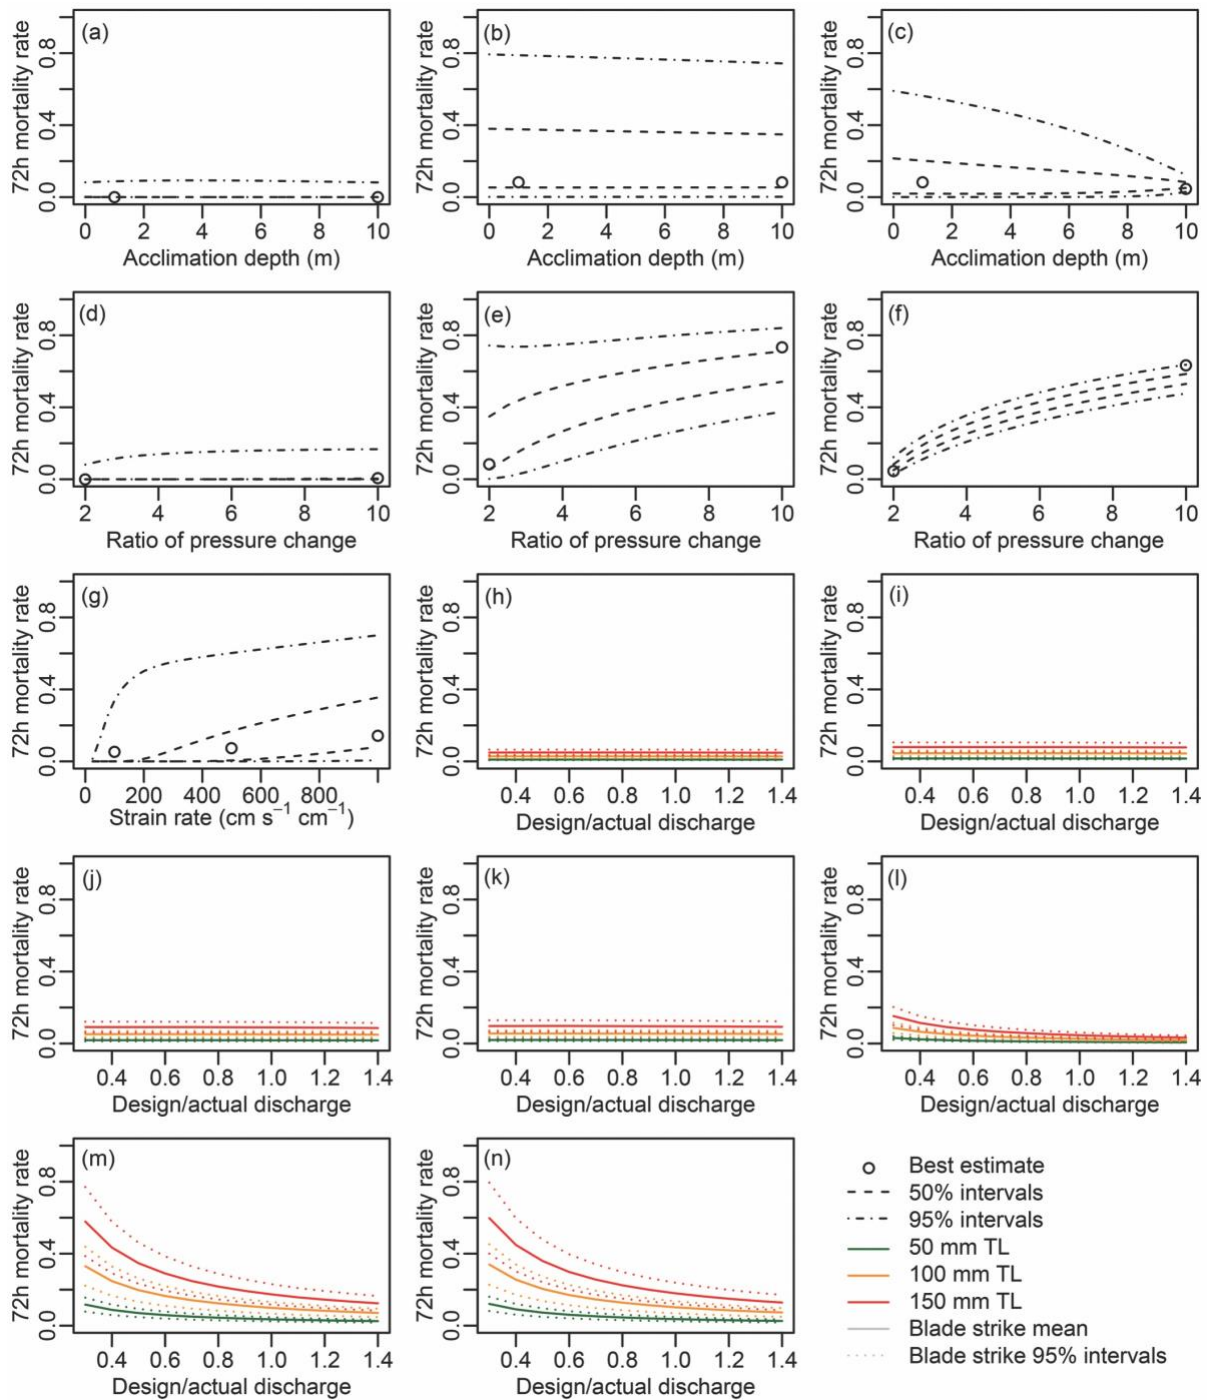 (a)
72h mortality rate
0.0 0.4 0.8
0 2 4 6 8 10
Acclimation depth (m)
(b)
72h mortality rate
0.0 0.4 0.8
0 2 4 6 8 10
Acclimation depth (m)
(c)
72h mortality rate
0.0 0.4 0.8
0 2 4 6 8 10
Acclimation depth (m)
(d)
72h mortality rate
0.0 0.4 0.8
2 4 6 8 10
Ratio of pressure change
(e)
72h mortality rate
0.0 0.4 0.8
2 4 6 8 10
Ratio of pressure change
(f)
72h mortality rate
0.0 0.4 0.8
2 4 6 8 10
Ratio of pressure change
(g)
72h mortality rate
0.0 0.4 0.8
0 200 400 600 800
Strain rate (cm s⁻¹ cm⁻¹)
(h)
72h mortality rate
0.0 0.4 0.8
0.4 0.6 0.8 1.0 1.2 1.4
Design/actual discharge
(i)
72h mortality rate
0.0 0.4 0.8
0.4 0.6 0.8 1.0 1.2 1.4
Design/actual discharge
(j)
72h mortality rate
0.0 0.4 0.8
0.4 0.6 0.8 1.0 1.2 1.4
Design/actual discharge
(k)
72h mortality rate
0.0 0.4 0.8
0.4 0.6 0.8 1.0 1.2 1.4
Design/actual discharge
(l)
72h mortality rate
0.0 0.4 0.8
0.4 0.6 0.8 1.0 1.2 1.4
Design/actual discharge
(m)
72h mortality rate
0.0 0.4 0.8
0.4 0.6 0.8 1.0 1.2 1.4
Design/actual discharge
(n)
72h mortality rate
0.0 0.4 0.8
0.4 0.6 0.8 1.0 1.2 1.4
Design/actual discharge
Best estimate
50% intervals
95% intervals
50 mm TL
100 mm TL
150 mm TL
Blade strike mean
Blade strike 95% intervals